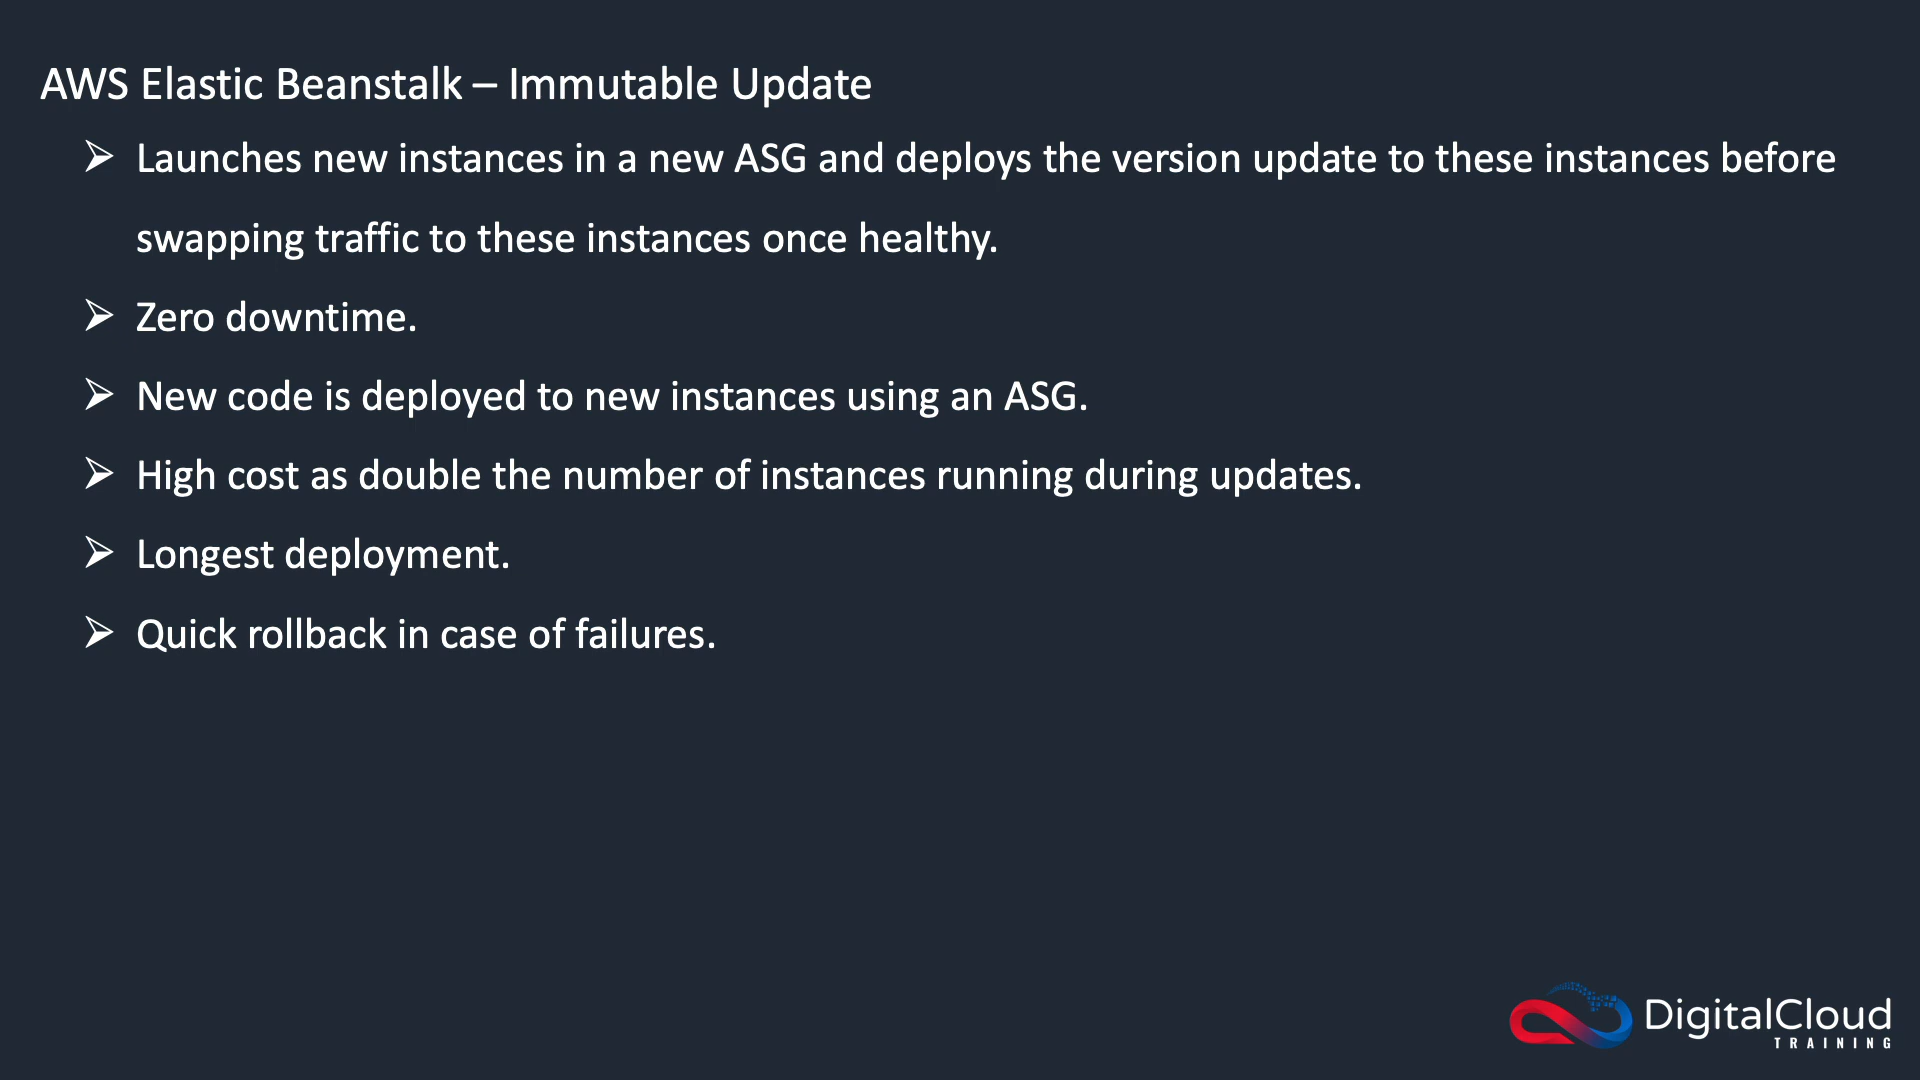 AWS Elastic Beanstalk – Immutable Update
➢ Launches new instances in a new ASG and deploys the version update to these instances before
swapping traffic to these instances once healthy.
➢ Zero downtime.
➢ New code is deployed to new instances using an ASG.
➢ High cost as double the number of instances running during updates.
➢ Longest deployment.
➢ Quick rollback in case of failures.
DigitalCloud
TRAINING